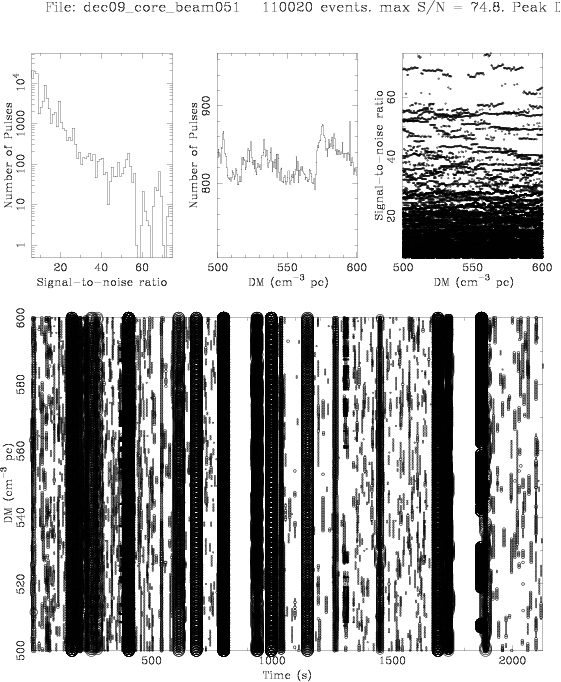 File: dec09_core_beam051 110020 events. max S/N = 74.8. Peak D
Number of Pulses
10⁴
1000
100
10
1
20 40 60
Signal-to-noise ratio
Number of Pulses
900
800
500 550 600
DM (cm⁻³ pc)
Signal-to-noise ratio
60
40
20
500 550 600
DM (cm⁻³ pc)
DM (cm⁻³ pc)
600
580
560
540
520
500
500 1000 1500 2000
Time (s)